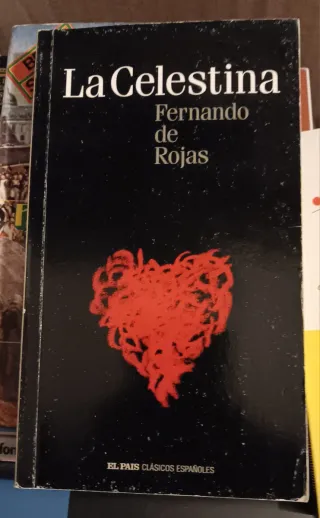 La Celestina
Fernando
de
Rojas
EL PAIS CLÁSICOS ESPAÑOLES